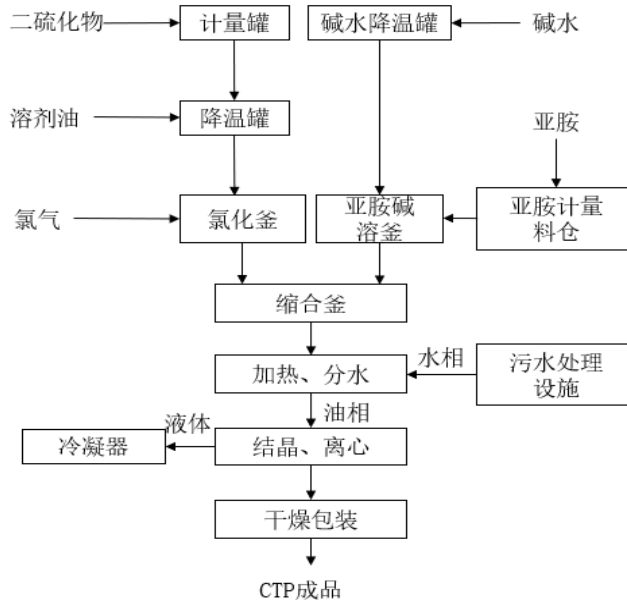 二硫化物
计量罐
碱水降温罐
碱水
溶剂油
降温罐
亚胺
氯气
氯化釜
亚胺碱
溶釜
亚胺计量
料仓
缩合釜
加热、分水
水相
污水处理
设施
油相
液体
冷凝器
结晶、离心
干燥包装
CTP成品